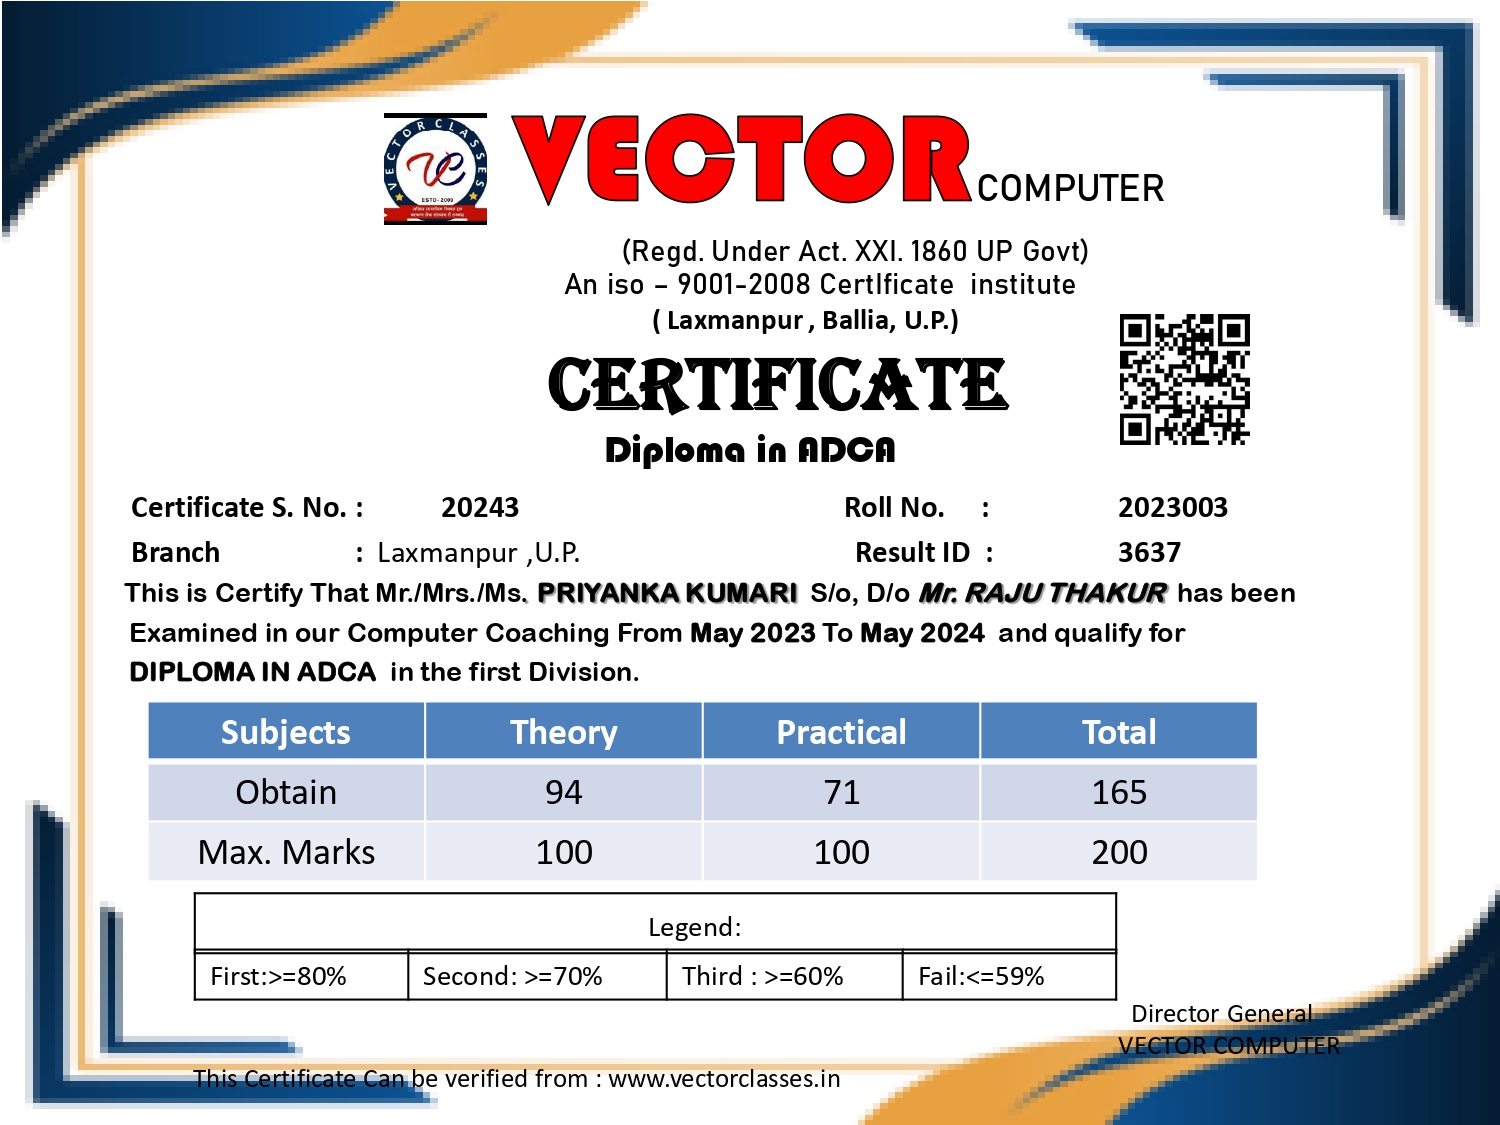 VECTOR CLASSES
VC
ESTD- 2009
VECTOR COMPUTER
(Regd. Under Act. XXI. 1860 UP Govt)
An iso – 9001-2008 CertIficate institute
( Laxmanpur , Ballia, U.P.)
CERTIFICATE
Diploma in ADCA
Certificate S. No. : 20243 Roll No. : 2023003
Branch : Laxmanpur ,U.P. Result ID : 3637
This is Certify That Mr./Mrs./Ms. PRIYANKA KUMARI S/o, D/o Mr. RAJU THAKUR has been
Examined in our Computer Coaching From May 2023 To May 2024 and qualify for
DIPLOMA IN ADCA in the first Division.
Subjects Theory Practical Total
Obtain 94 71 165
Max. Marks 100 100 200
Legend:
First:>=80% Second: >=70% Third : >=60% Fail:<=59%
Director General
VECTOR COMPUTER
This Certificate Can be verified from : www.vectorclasses.in